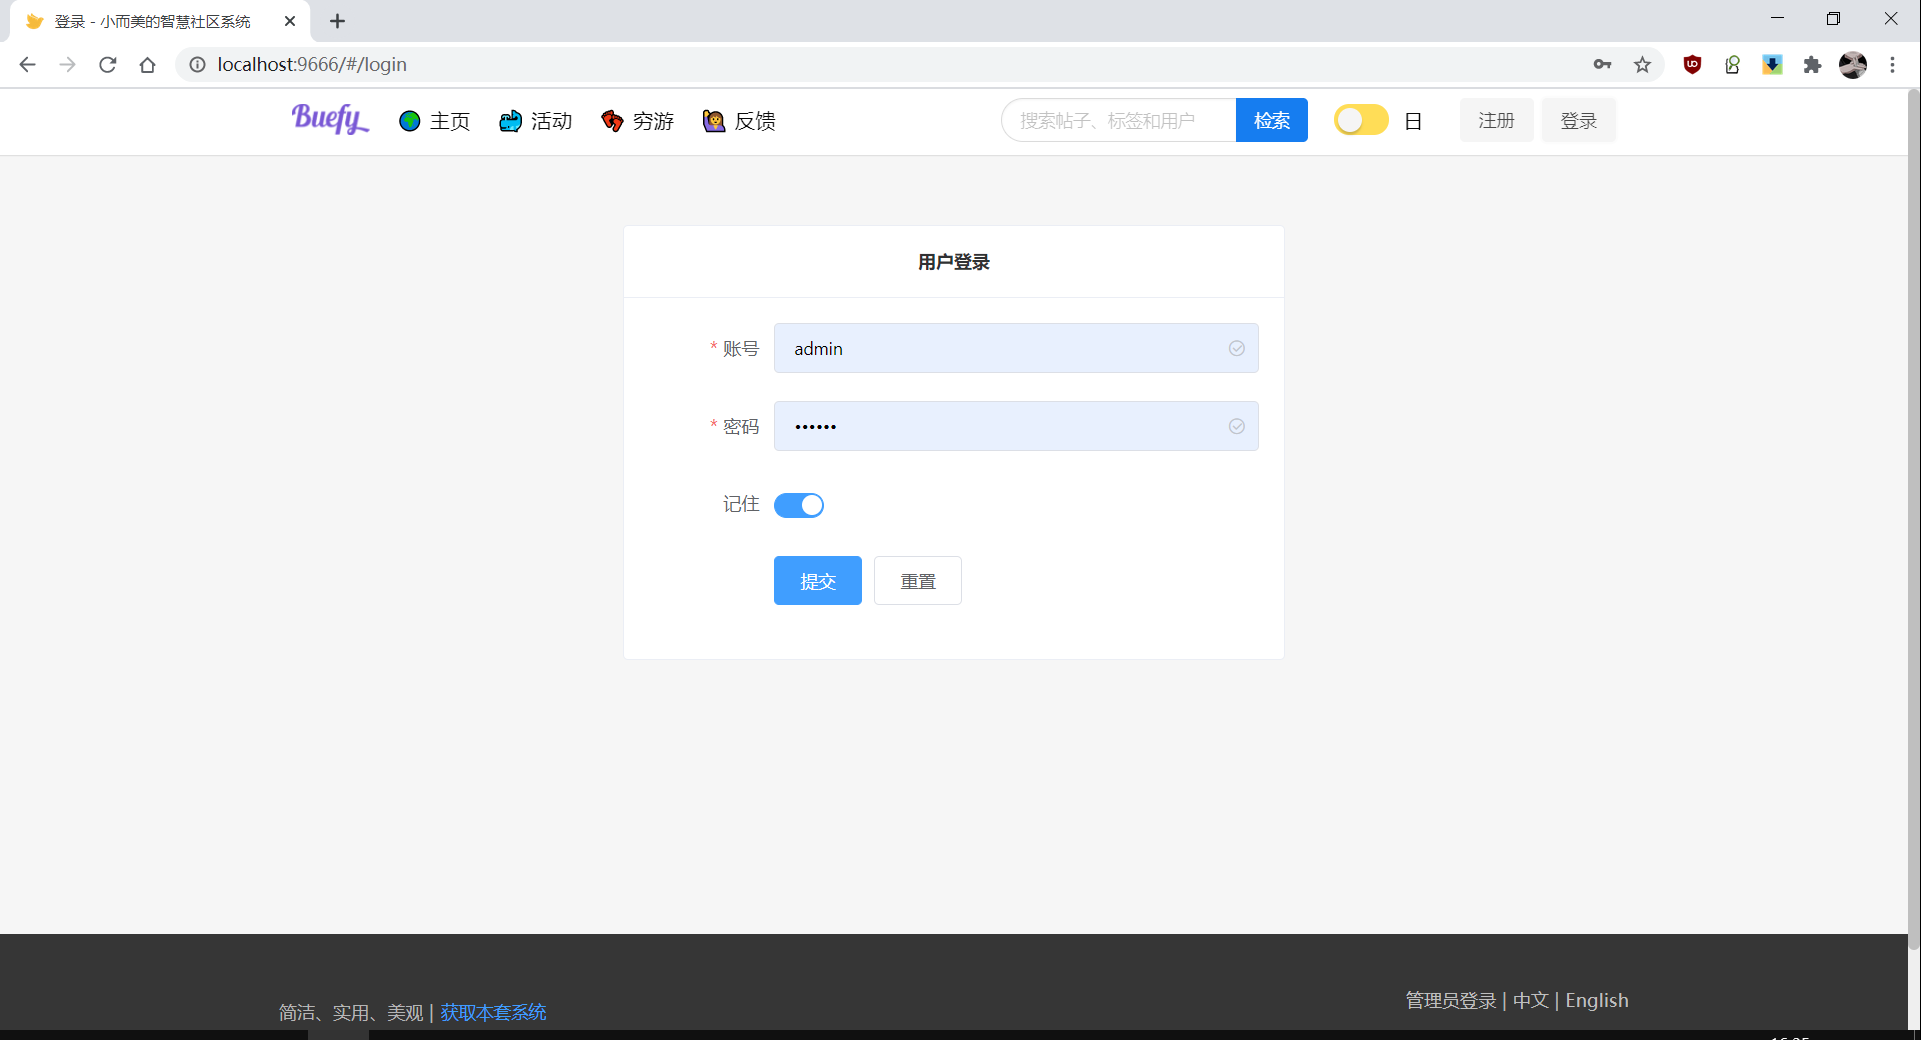 登录 - 小而美的智慧社区系统
localhost:9666/#/login
Buefy 主页 活动 穷游 反馈 搜索帖子、标签和用户 检索 日 注册 登录
用户登录
* 账号 admin
* 密码 ••••••
记住
提交 重置
管理员登录 | 中文 | English
简洁、实用、美观 | 获取本套系统